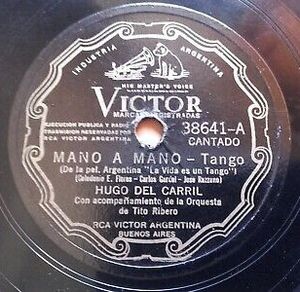 INDUSTRIA ARGENTINA
HIS MASTER'S VOICE
VICTOR
MARCAS REGISTRADAS
EJECUCION PUBLICA Y RADIO
TRASMISION RESERVADAS POR
RCA VICTOR ARGENTINA
38641-A
CANTADO
MANO A MANO - Tango
(De la pel. Argentina "La Vida es un Tango")
(Celedonio E. Flores - Carlos Gardel - José Razzano)
HUGO DEL CARRIL
Con acompañamiento de la Orquesta
de Tito Ribero
RCA VICTOR ARGENTINA
BUENOS AIRES